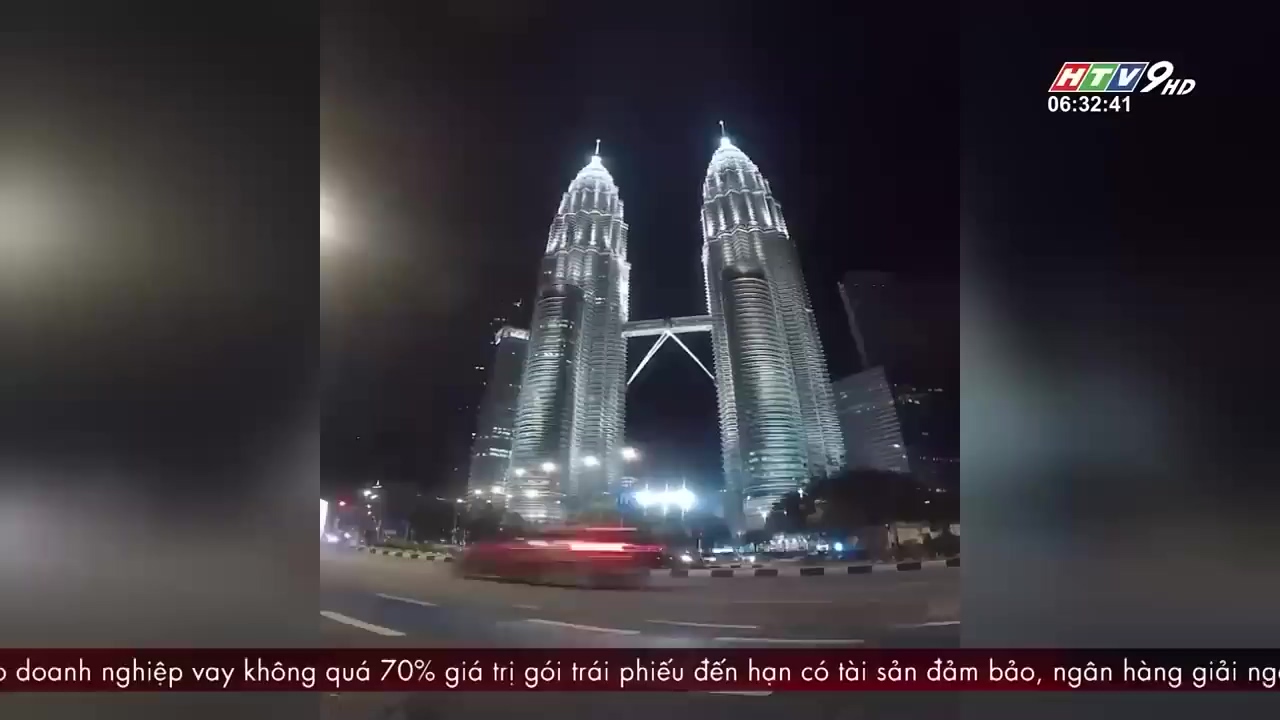 HTV9HD
06:32:41
doanh nghiệp vay không quá 70% giá trị gói trái phiếu đến hạn có tài sản đảm bảo, ngân hàng giải